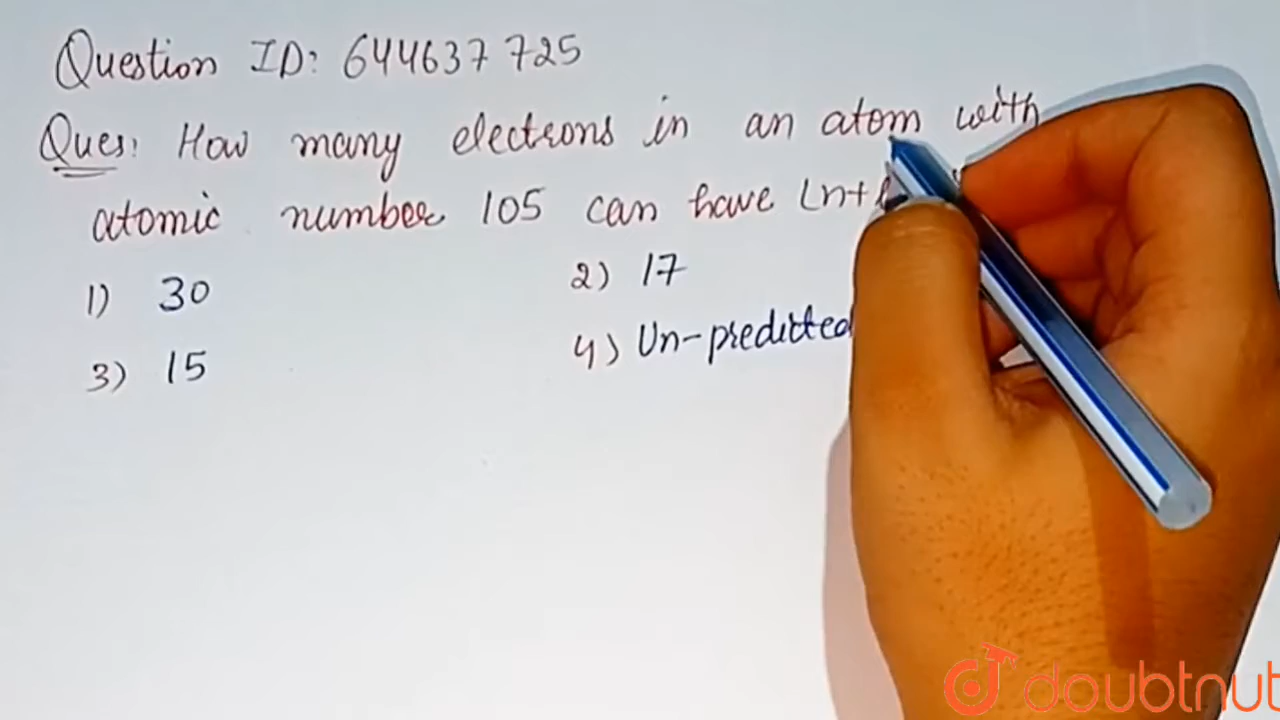 Question ID: 644637725
Ques: How many electrons in an atom with
atomic number 105 can have (n+l
1) 30
2) 17
3) 15
4) Un-predicted
doubtnut